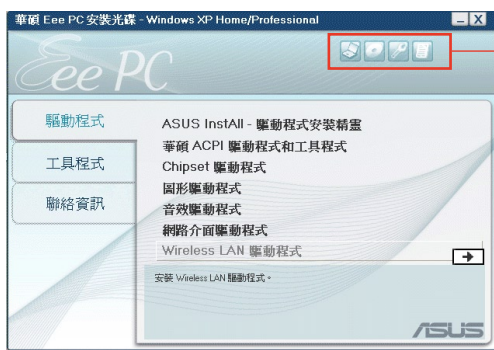 華碩 Eee PC 安裝光碟 - Windows XP Home/Professional
Eee PC
驅動程式
工具程式
聯絡資訊
ASUS InstAll - 驅動程式安裝精靈
華碩 ACPI 驅動程式和工具程式
Chipset 驅動程式
圖形驅動程式
音效驅動程式
網路介面驅動程式
Wireless LAN 驅動程式
安裝 Wireless LAN 驅動程式。
ASUS